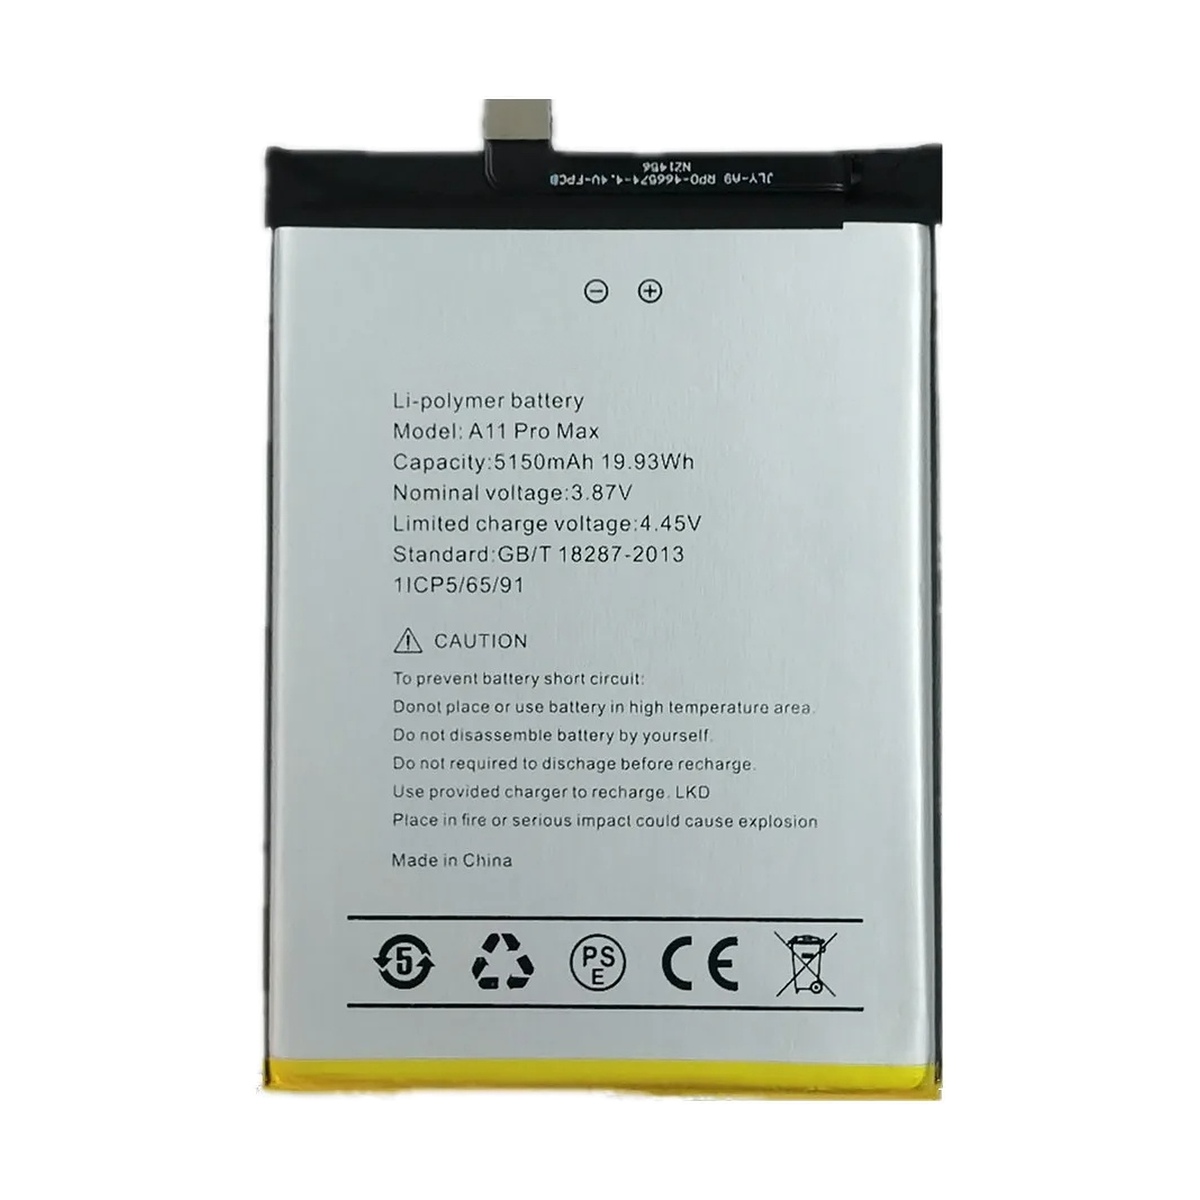 JLY-A9 RPO-466574-4.4V-FPCB
NZ1456
Li-polymer battery
Model: A11 Pro Max
Capacity:5150mAh 19.93Wh
Nominal voltage:3.87V
Limited charge voltage:4.45V
Standard:GB/T 18287-2013
1ICP5/65/91
CAUTION
To prevent battery short circuit:
Donot place or use battery in high temperature area.
Do not disassemble battery by yourself.
Do not required to dischage before recharge.
Use provided charger to recharge. LKD
Place in fire or serious impact could cause explosion
Made in China
5
PS
E
CE